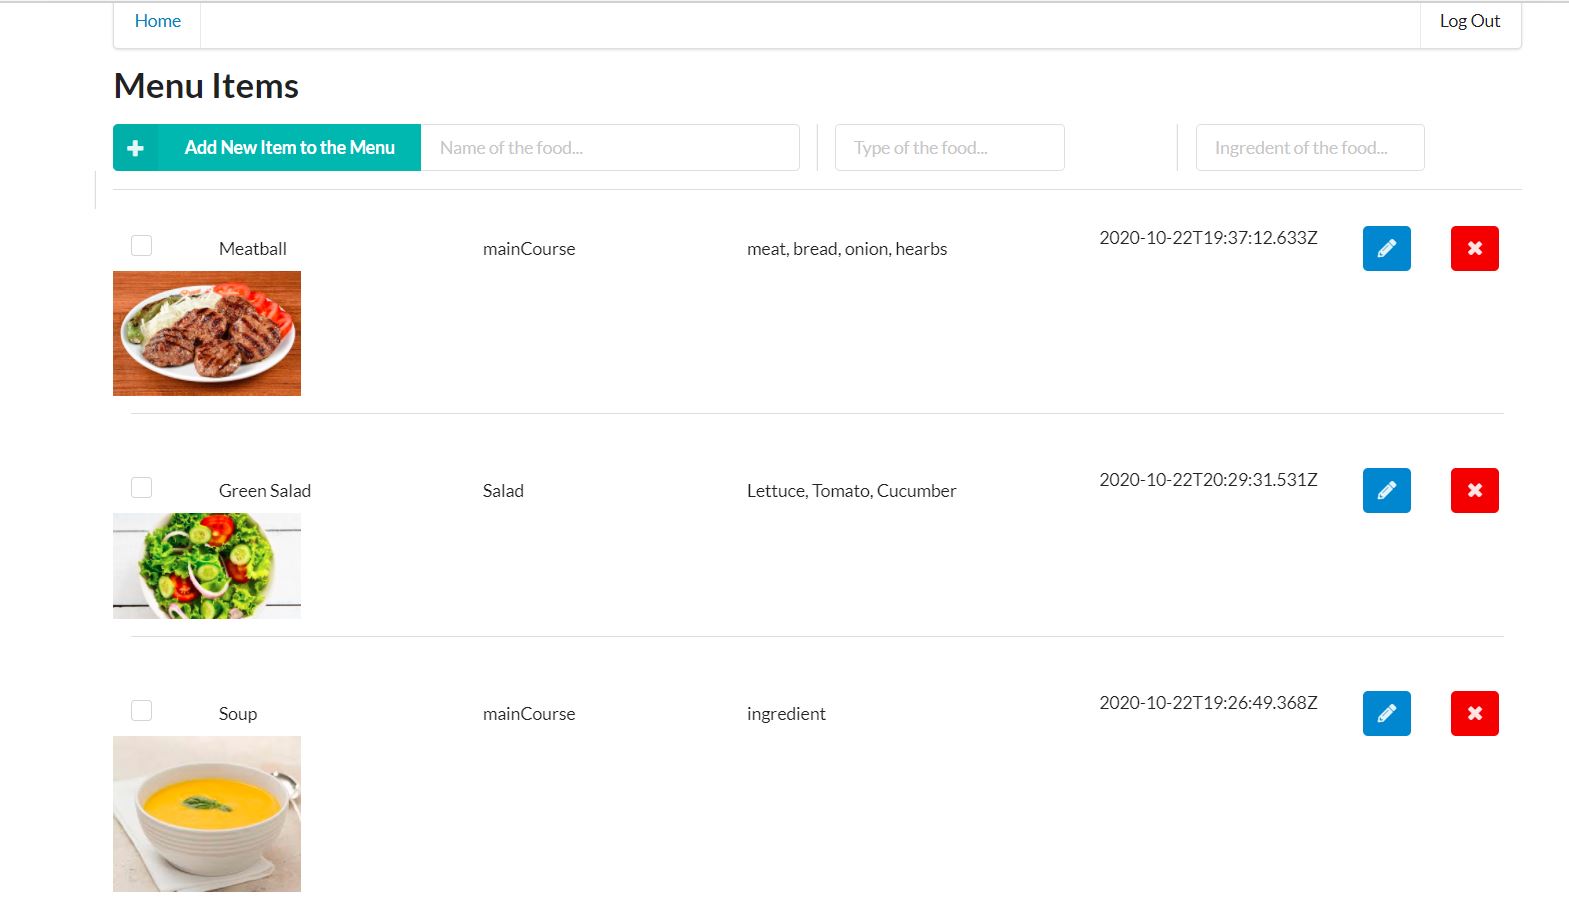 Home Log Out
Menu Items
Add New Item to the Menu Name of the food... Type of the food... Ingredent of the food...
Meatball mainCourse meat, bread, onion, hearbs 2020-10-22T19:37:12.633Z
Green Salad Salad Lettuce, Tomato, Cucumber 2020-10-22T20:29:31.531Z
Soup mainCourse ingredient 2020-10-22T19:26:49.368Z